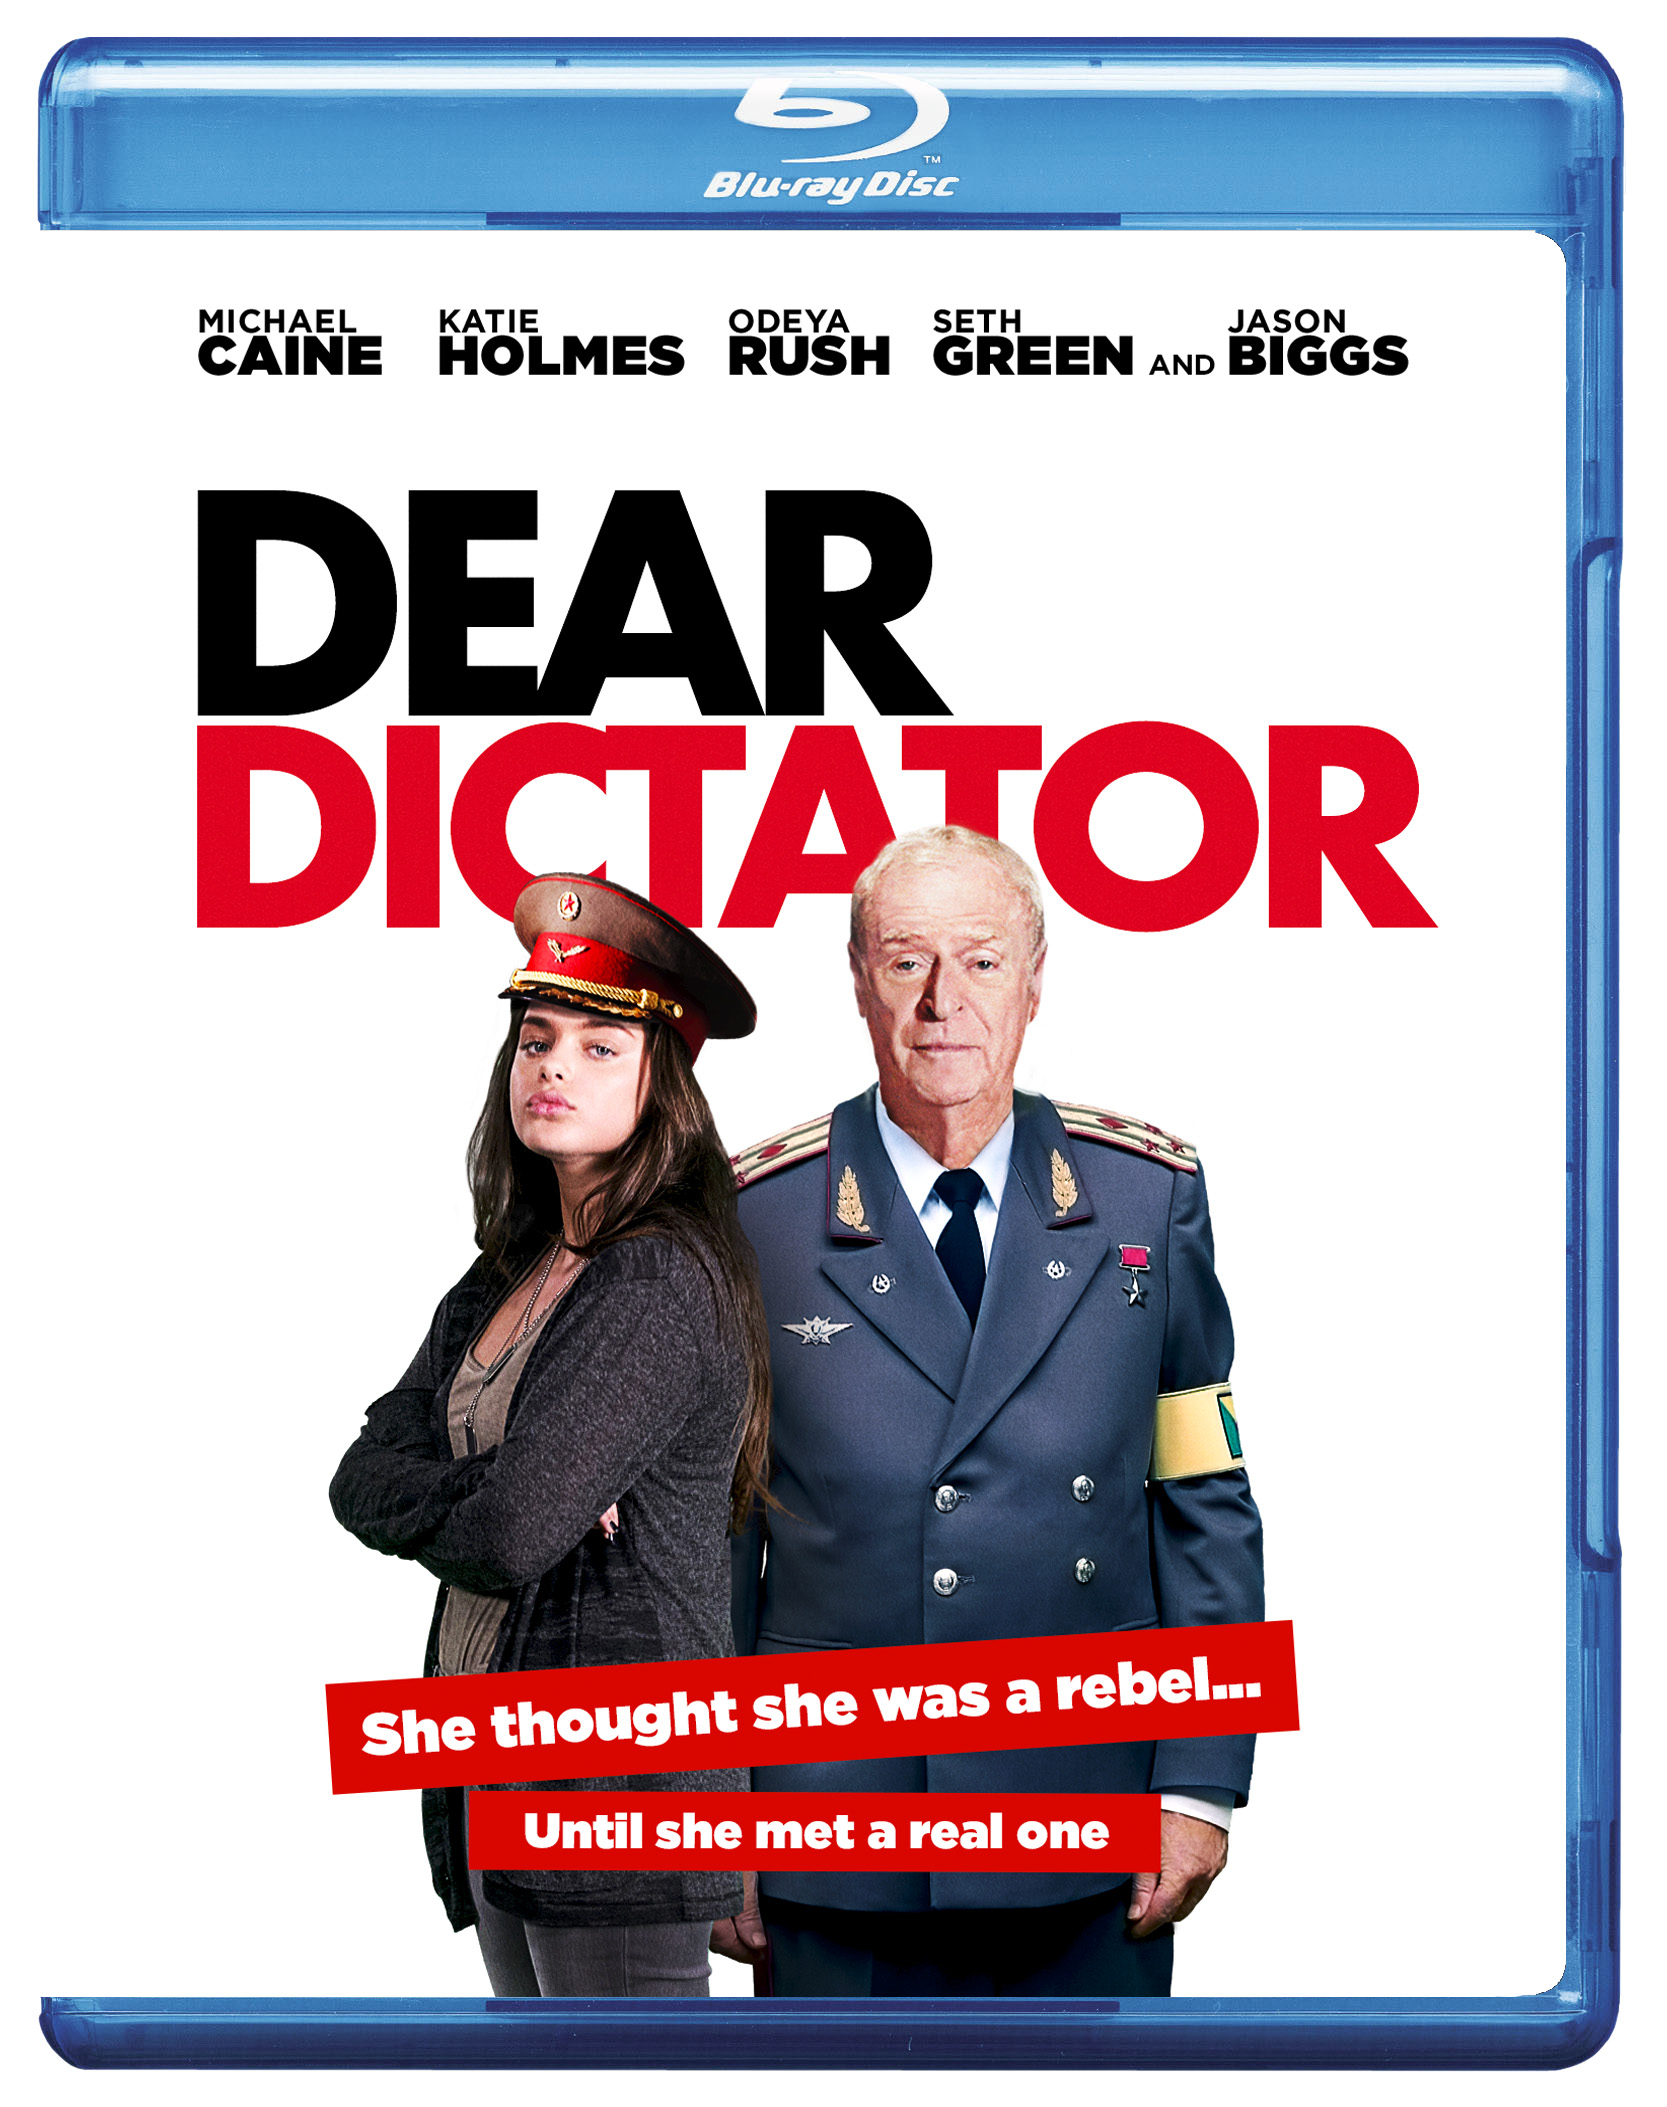 Blu-ray Disc™
MICHAEL CAINE KATIE HOLMES ODEYA RUSH SETH GREEN AND JASON BIGGS
DEAR
DICTATOR
She thought she was a rebel...
Until she met a real one